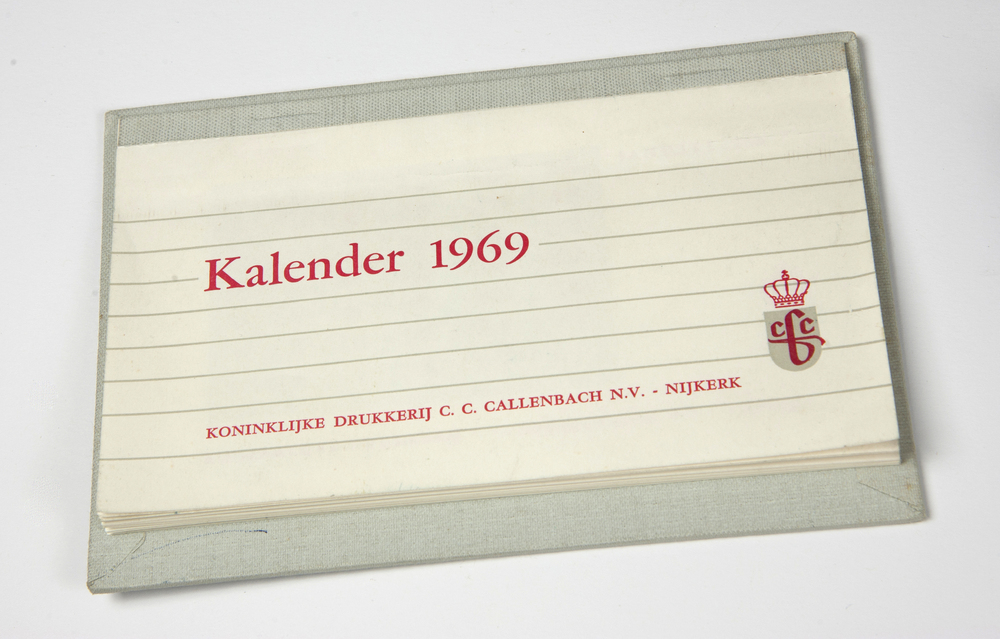 Kalender 1969
C C
KONINKLIJKE DRUKKERIJ C. C. CALLENBACH N.V. - NIJKERK